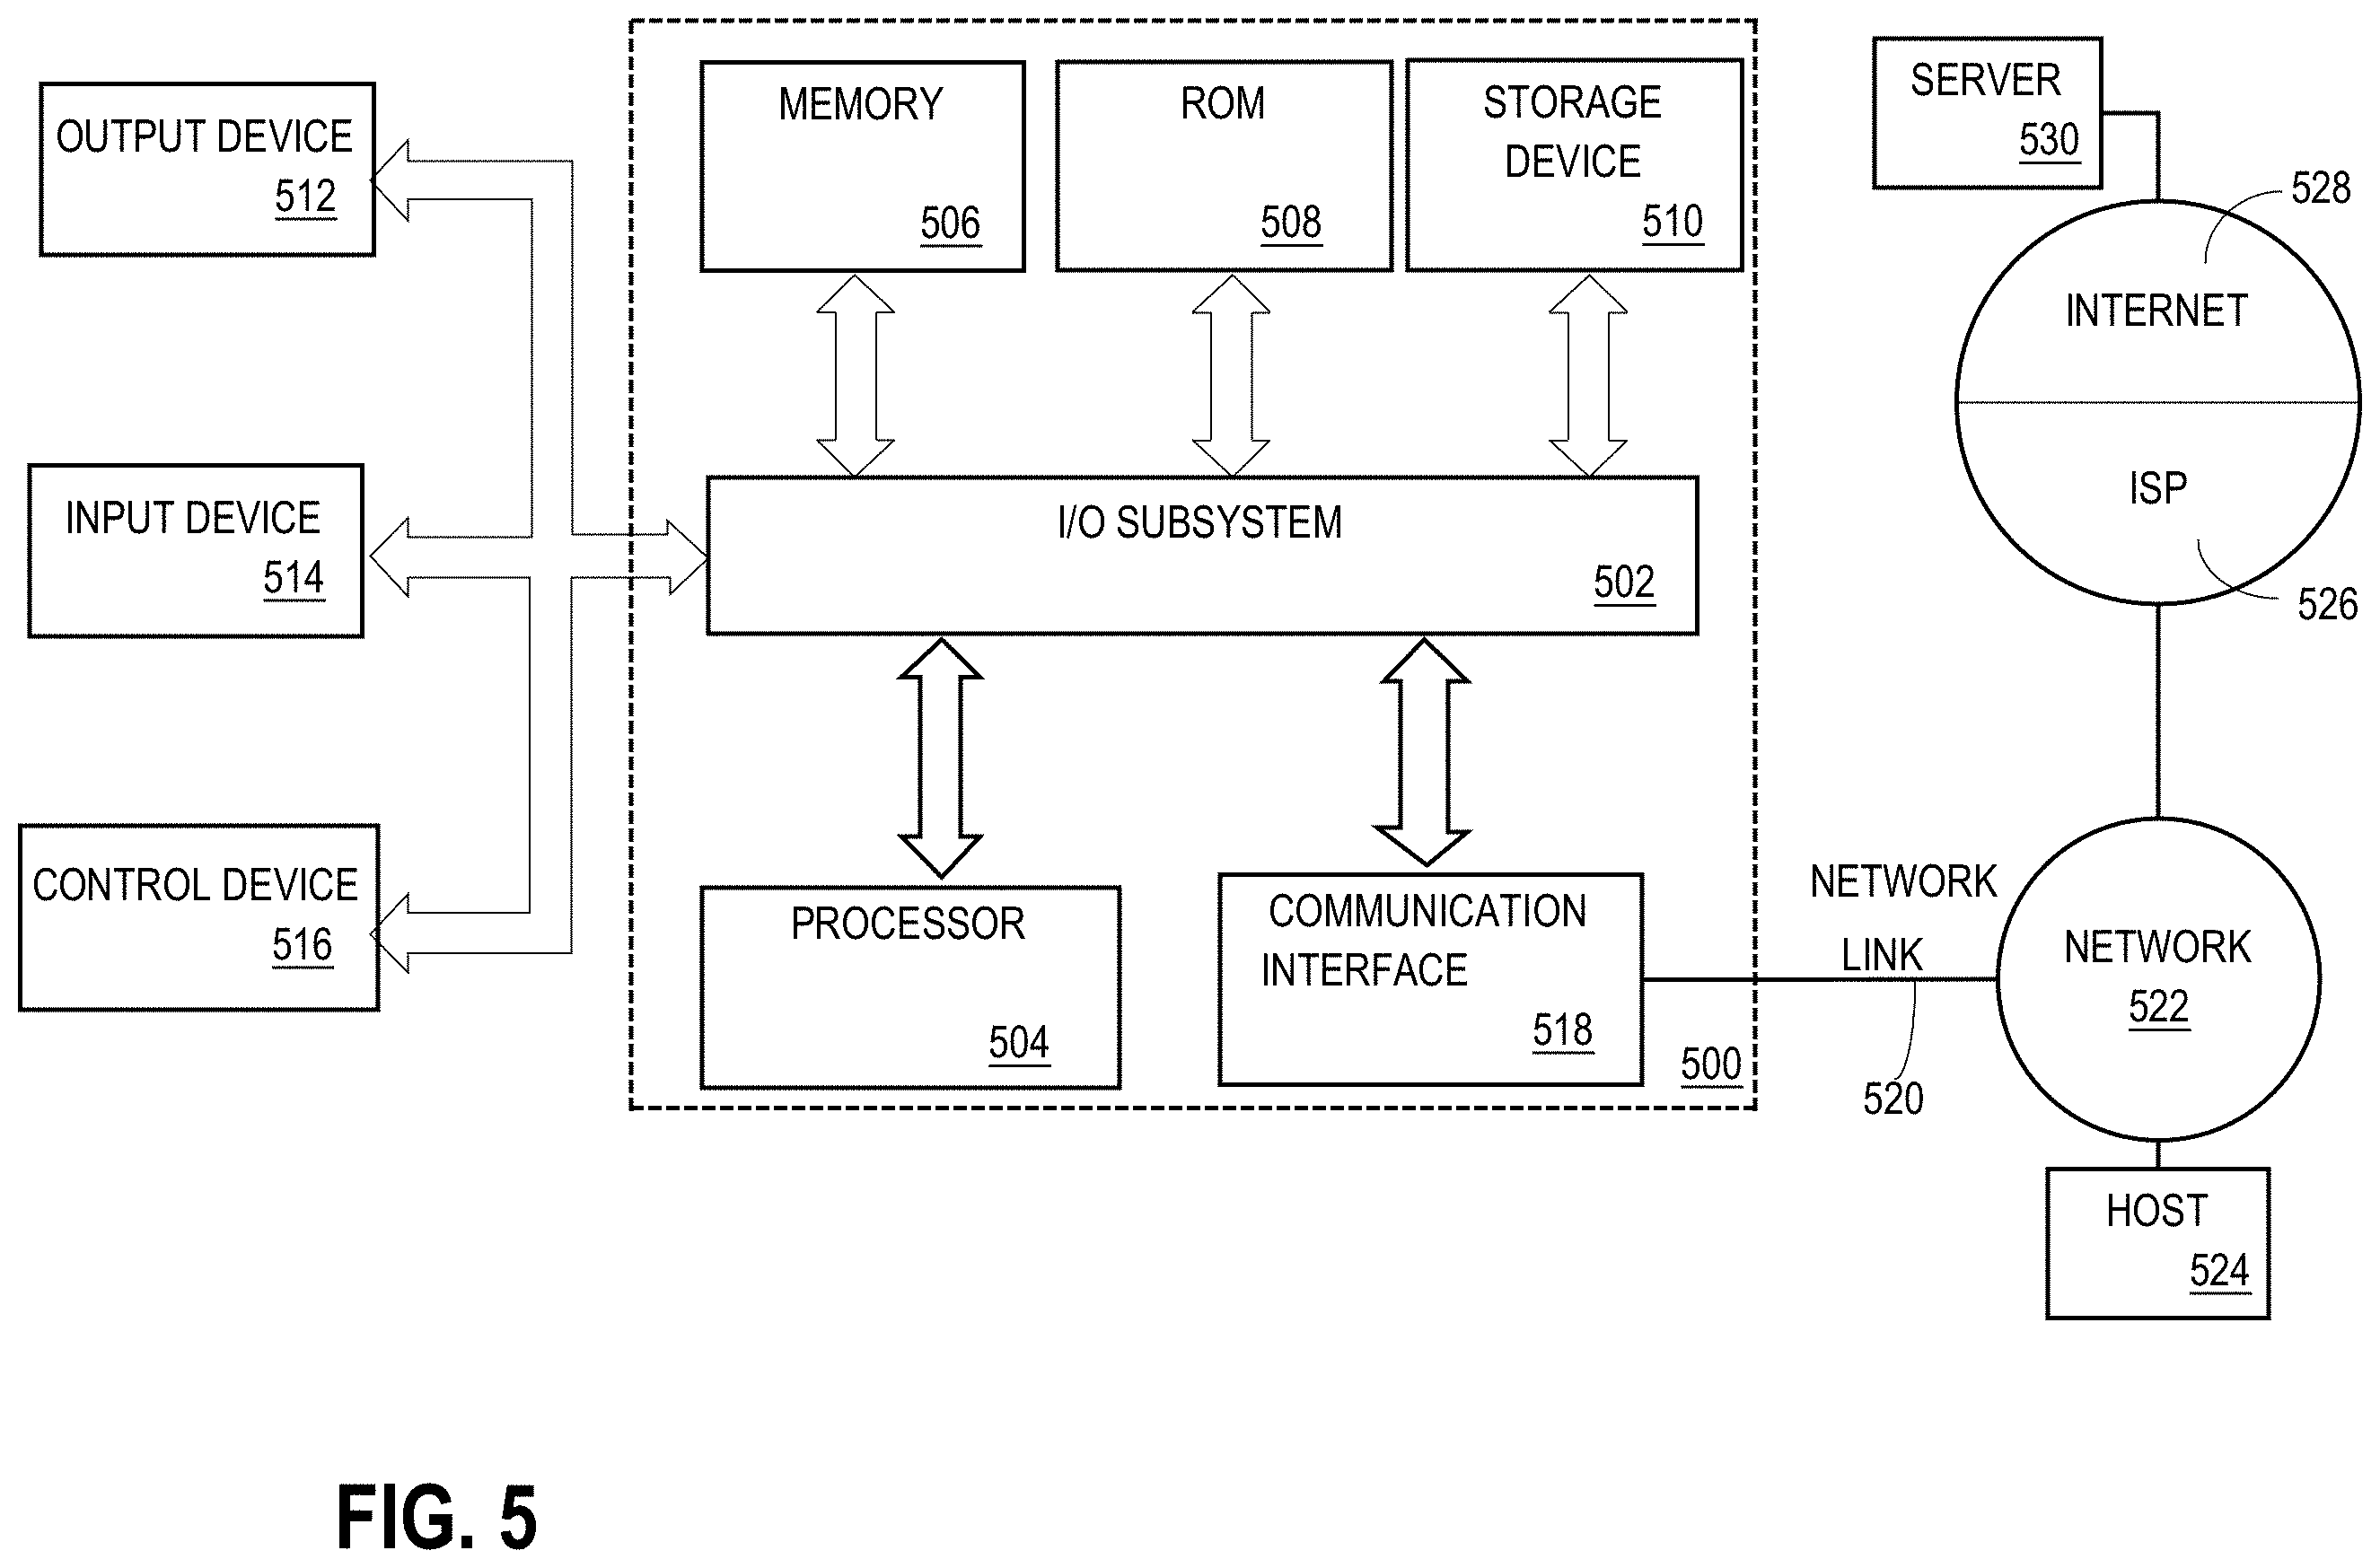 OUTPUT DEVICE
512
INPUT DEVICE
514
CONTROL DEVICE
516
MEMORY
506
ROM
508
STORAGE
DEVICE
510
I/O SUBSYSTEM
502
PROCESSOR
504
COMMUNICATION
INTERFACE
518
500
SERVER
530
528
INTERNET
ISP
526
NETWORK
LINK
520
NETWORK
522
HOST
524
FIG. 5